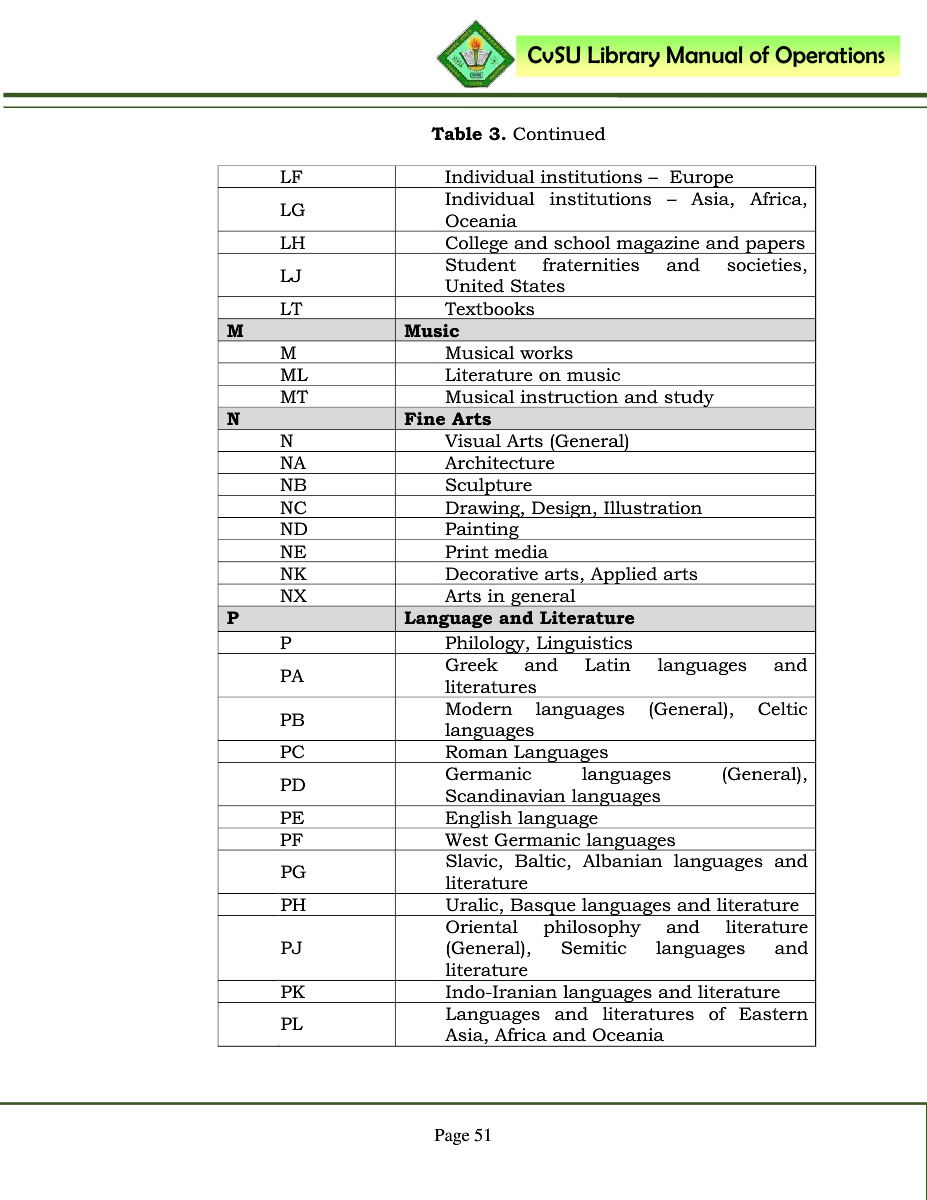 CvSU Library Manual of Operations
Table 3. Continued
LF Individual institutions – Europe
LG Individual institutions – Asia, Africa,
Oceania
LH College and school magazine and papers
LJ Student fraternities and societies,
United States
LT Textbooks
M Music
M Musical works
ML Literature on music
MT Musical instruction and study
N Fine Arts
N Visual Arts (General)
NA Architecture
NB Sculpture
NC Drawing, Design, Illustration
ND Painting
NE Print media
NK Decorative arts, Applied arts
NX Arts in general
P Language and Literature
P Philology, Linguistics
PA Greek and Latin languages and
literatures
PB Modern languages (General), Celtic
languages
PC Roman Languages
PD Germanic languages (General),
Scandinavian languages
PE English language
PF West Germanic languages
PG Slavic, Baltic, Albanian languages and
literature
PH Uralic, Basque languages and literature
PJ Oriental philosophy and literature
(General), Semitic languages and
literature
PK Indo-Iranian languages and literature
PL Languages and literatures of Eastern
Asia, Africa and Oceania
Page 51